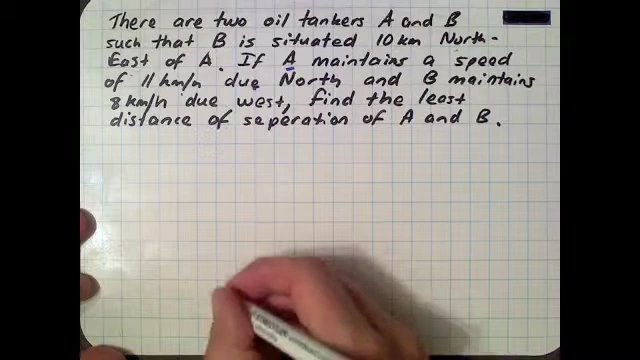 There are two oil tankers A and B
such that B is situated 10 km North-
East of A. If A maintains a speed
of 11 km/h due North and B maintains
8 km/h due west, find the least
distance of seperation of A and B.